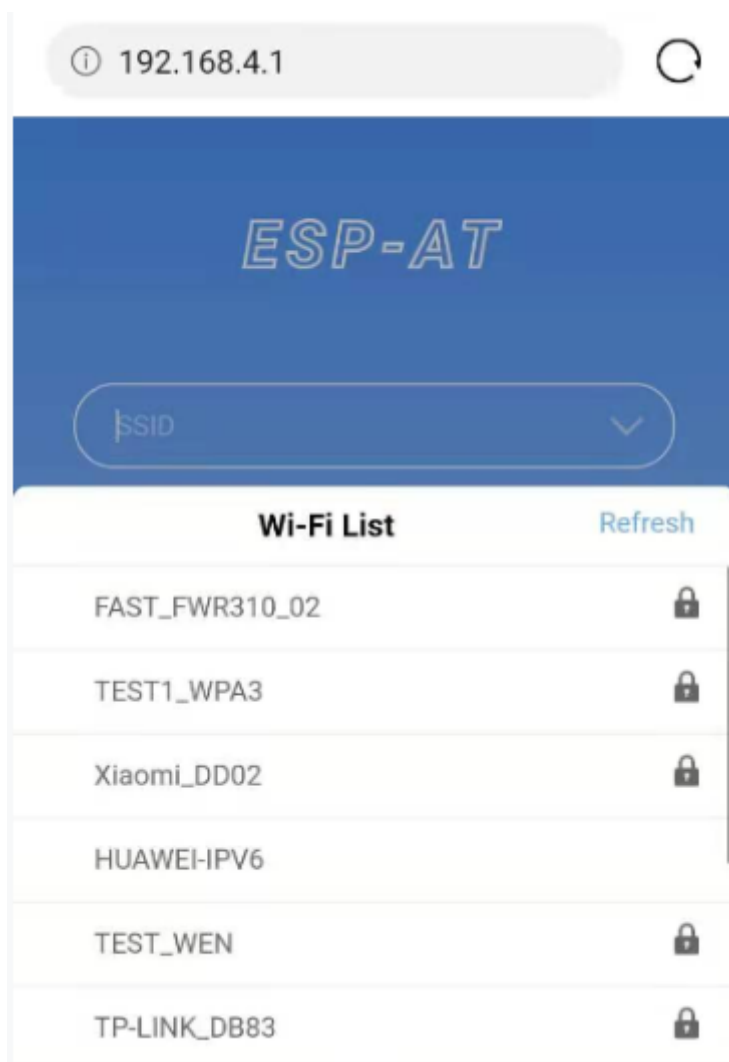 192.168.4.1
ESP-AT
SSID
Wi-Fi List
Refresh
FAST_FWR310_02
TEST1_WPA3
Xiaomi_DD02
HUAWEI-IPV6
TEST_WEN
TP-LINK_DB83